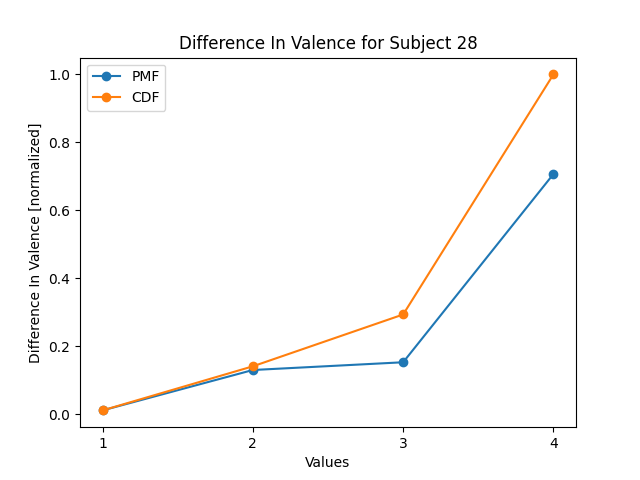 Difference In Valence for Subject 28
PMF
CDF
Difference In Valence [normalized]
1.0
0.8
0.6
0.4
0.2
0.0
1 2 3 4
Values